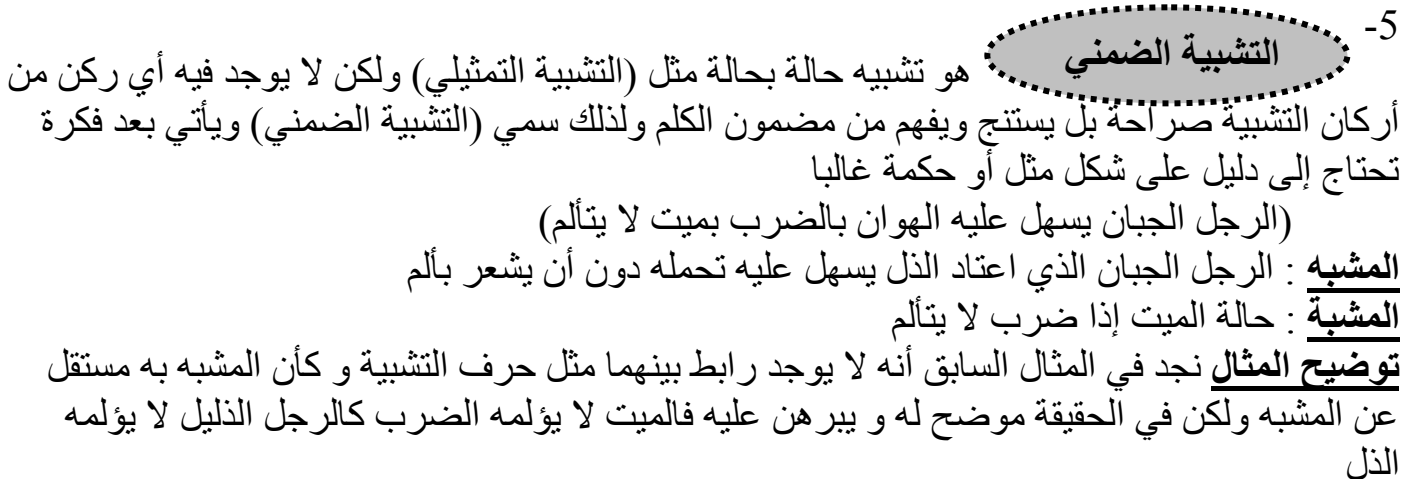 5-
التشبية الضمني هو تشبيه حالة بحالة مثل (التشبية التمثيلي) ولكن لا يوجد فيه أي ركن من
أركان التشبية صراحة بل يستنج ويفهم من مضمون الكلم ولذلك سمي (التشبية الضمني) ويأتي بعد فكرة
تحتاج إلى دليل على شكل مثل أو حكمة غالبا
(الرجل الجبان يسهل عليه الهوان بالضرب بميت لا يتألم)
المشبه : الرجل الجبان الذي اعتاد الذل يسهل عليه تحمله دون أن يشعر بألم
المشبة : حالة الميت إذا ضرب لا يتألم
توضيح المثال نجد في المثال السابق أنه لا يوجد رابط بينهما مثل حرف التشبية و كأن المشبه به مستقل
عن المشبه ولكن في الحقيقة موضح له و يبرهن عليه فالميت لا يؤلمه الضرب كالرجل الذليل لا يؤلمه
الذل